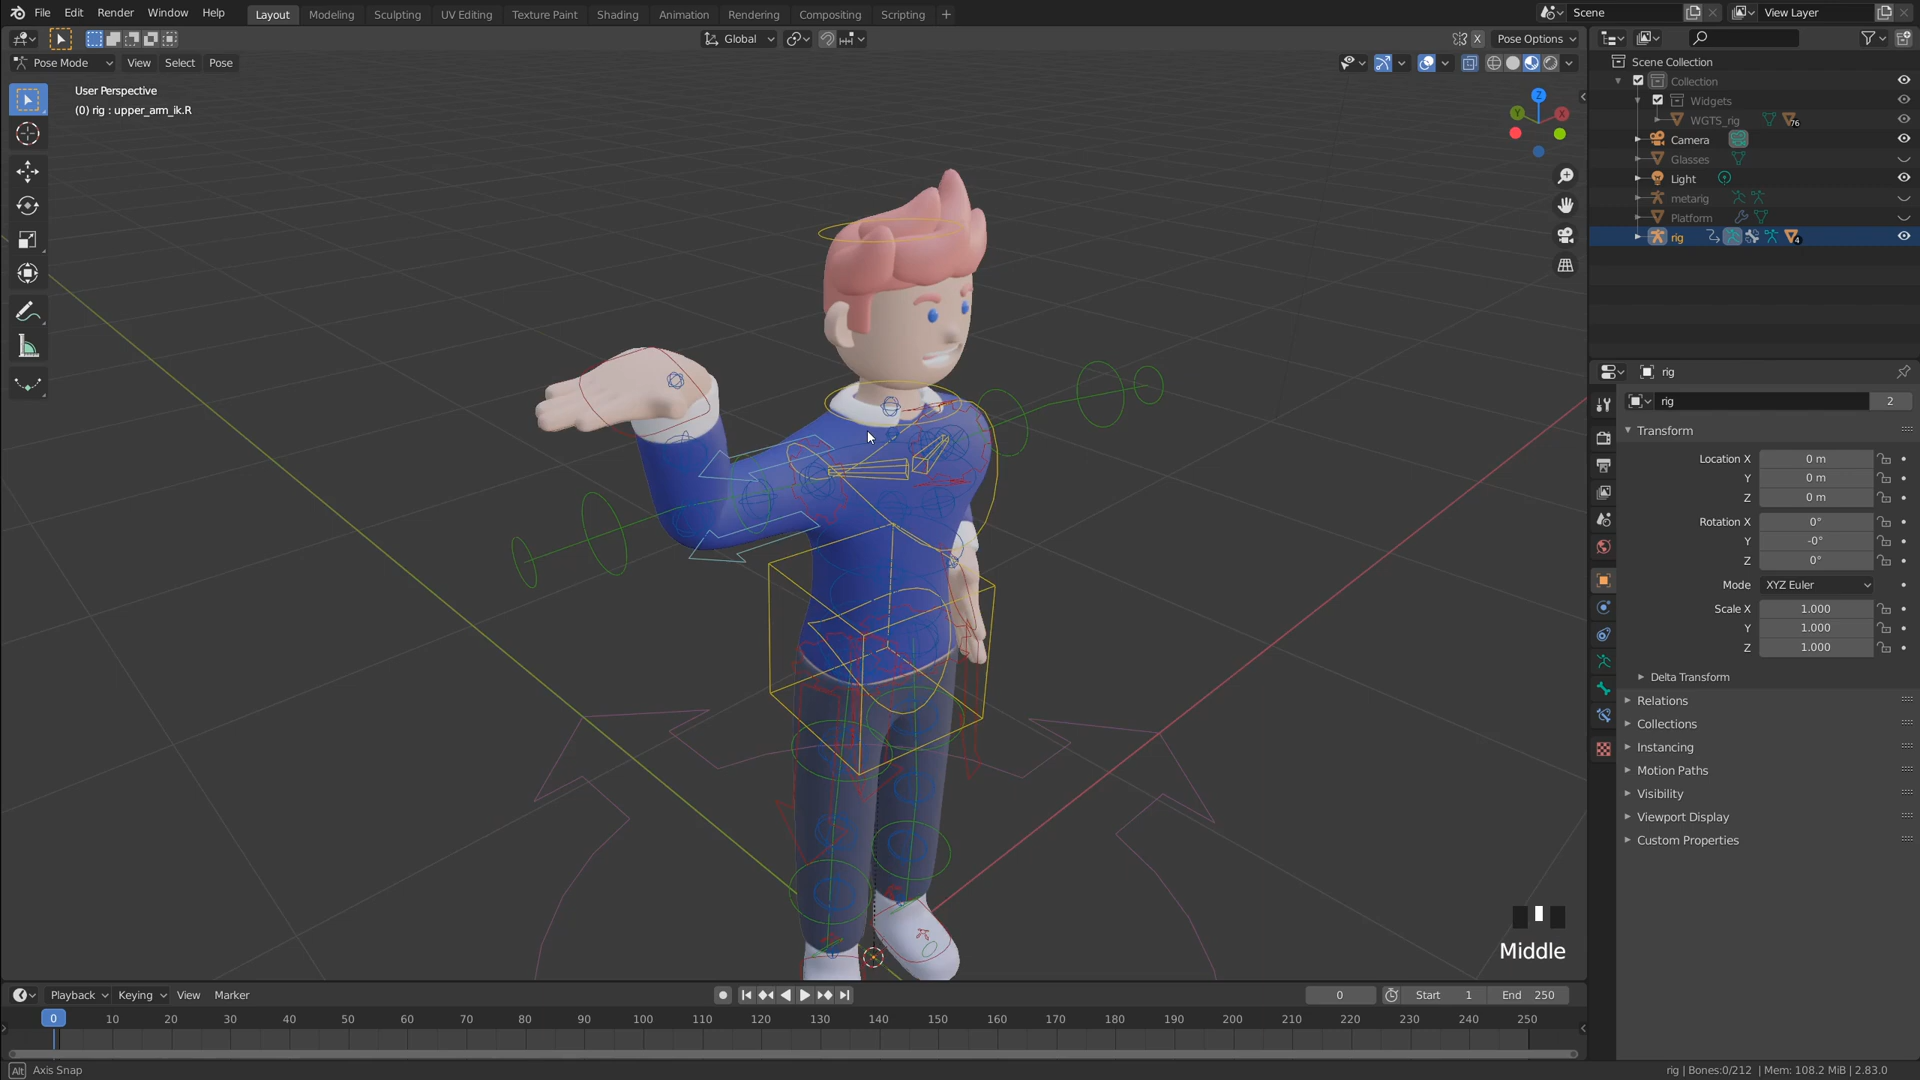 File Edit Render Window Help Layout Modeling Sculpting UV Editing Texture Paint Shading Animation Rendering Compositing Scripting + Scene View Layer
Global X Pose Options
Pose Mode View Select Pose
User Perspective
(0) rig : upper_arm_ik.R
Z
Y X
Scene Collection
Collection
Widgets
WGTS_rig 76
Camera
Glasses
Light
metarig
Platform
rig 4
rig
rig 2
Transform
Location X 0 m
Y 0 m
Z 0 m
Rotation X 0°
Y -0°
Z 0°
Mode XYZ Euler
Scale X 1.000
Y 1.000
Z 1.000
Delta Transform
Relations
Collections
Instancing
Motion Paths
Visibility
Viewport Display
Custom Properties
Middle
Playback Keying View Marker 0 Start 1 End 250
0 10 20 30 40 50 60 70 80 90 100 110 120 130 140 150 160 170 180 190 200 210 220 230 240 250
Alt Axis Snap rig | Bones:0/212 | Mem: 108.2 MiB | 2.83.0